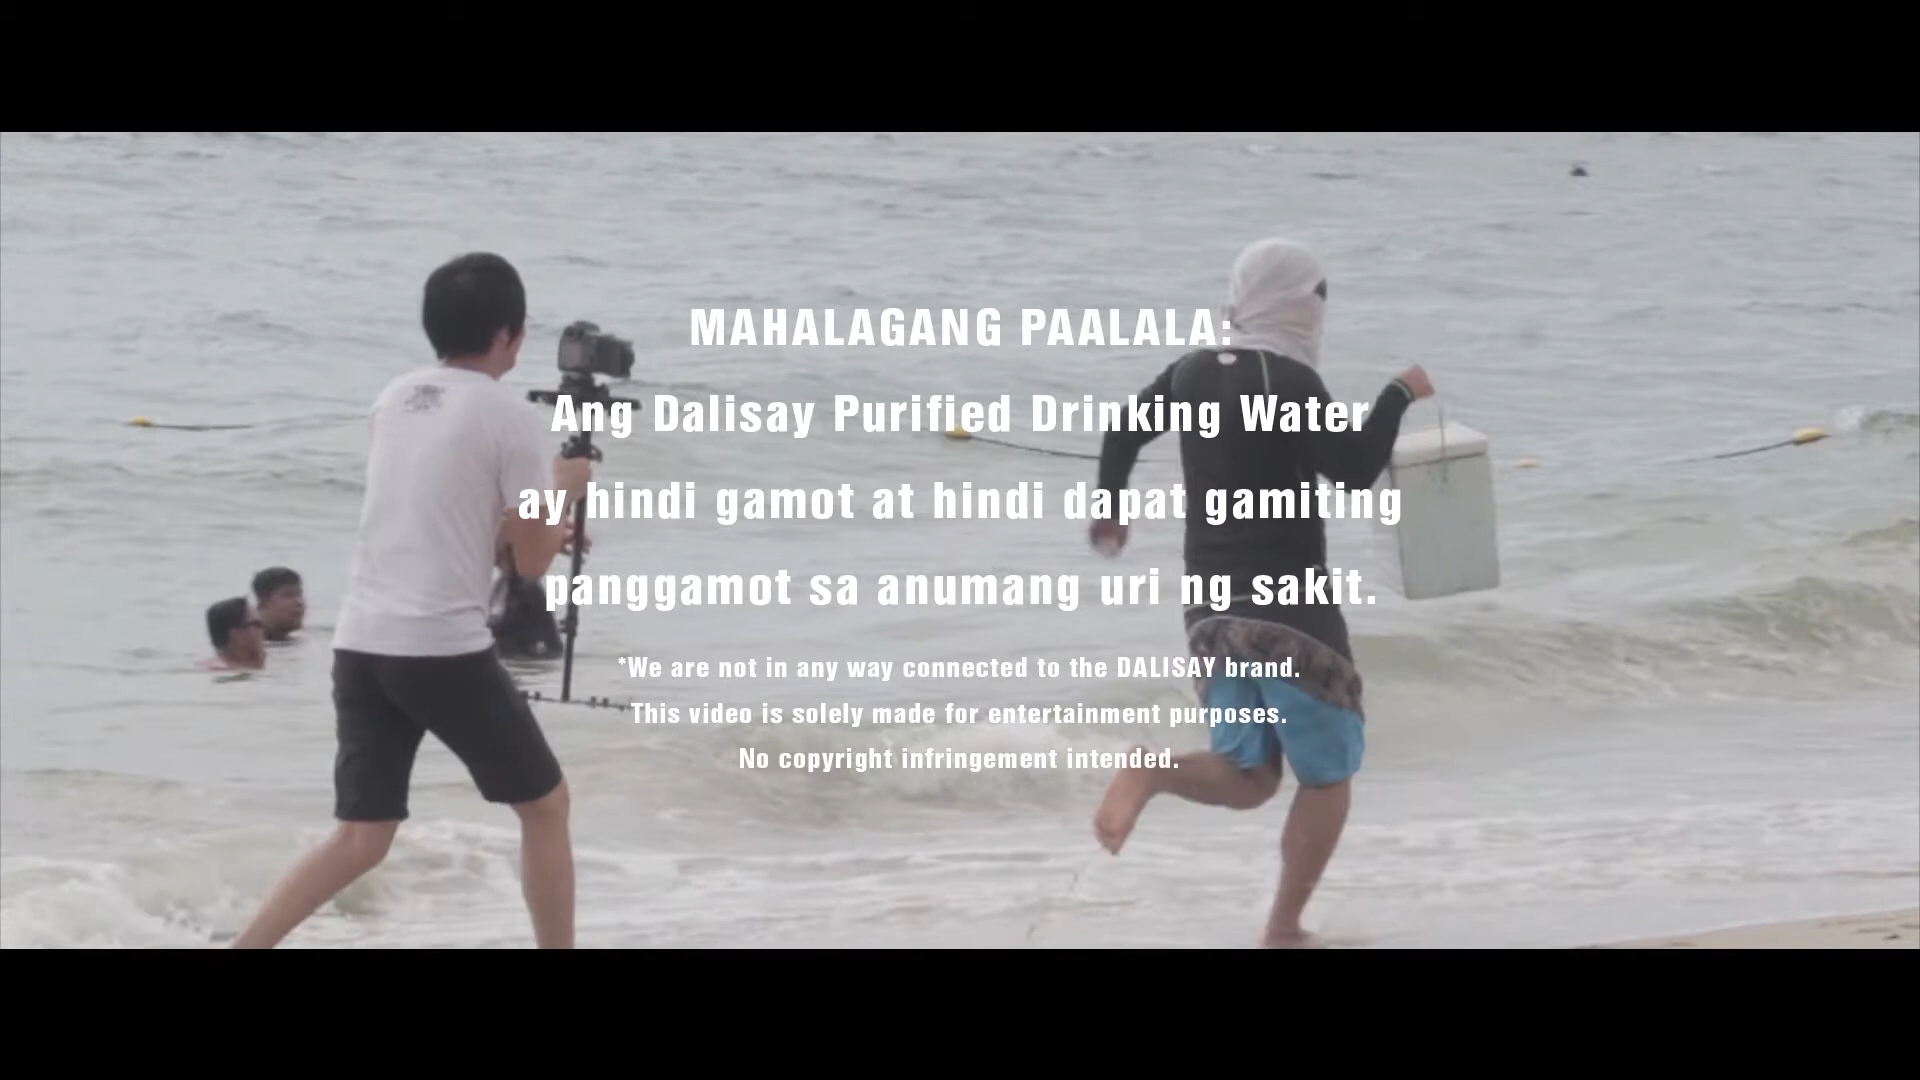 MAHALAGANG PAALALA:
Ang Dalisay Purified Drinking Water
ay hindi gamot at hindi dapat gamiting
panggamot sa anumang uri ng sakit.
*We are not in any way connected to the DALISAY brand.
This video is solely made for entertainment purposes.
No copyright infringement intended.